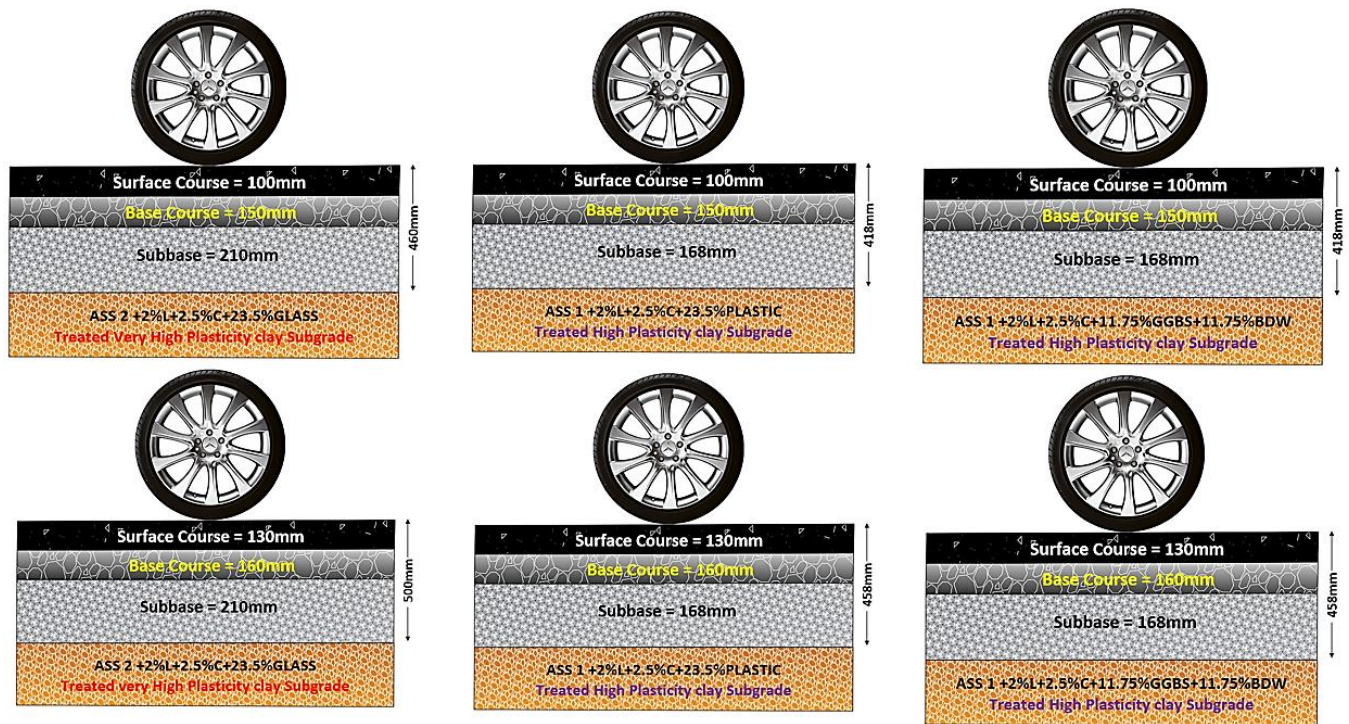 Surface Course = 100mm
Base Course = 150mm
Subbase = 210mm
460mm
ASS 2 +2%L+2.5%C+23.5%GLASS
Treated Very High Plasticity clay Subgrade
Surface Course = 100mm
Base Course = 150mm
Subbase = 168mm
418mm
ASS 1 +2%L+2.5%C+23.5%PLASTIC
Treated High Plasticity clay Subgrade
Surface Course = 100mm
Base Course = 150mm
Subbase = 168mm
418mm
ASS 1 +2%L+2.5%C+11.75%GGBS+11.75%BDW
Treated High Plasticity clay Subgrade
Surface Course = 130mm
Base Course = 160mm
Subbase = 210mm
500mm
ASS 2 +2%L+2.5%C+23.5%GLASS
Treated very High Plasticity clay Subgrade
Surface Course = 130mm
Base Course = 160mm
Subbase = 168mm
458mm
ASS 1 +2%L+2.5%C+23.5%PLASTIC
Treated High Plasticity clay Subgrade
Surface Course = 130mm
Base Course = 160mm
Subbase = 168mm
458mm
ASS 1 +2%L+2.5%C+11.75%GGBS+11.75%BDW
Treated High Plasticity clay Subgrade